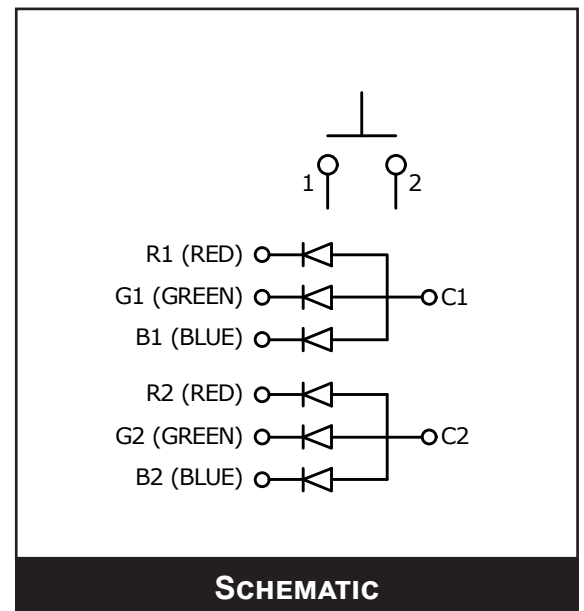 1 2
R1 (RED)
G1 (GREEN) C1
B1 (BLUE)
R2 (RED)
G2 (GREEN) C2
B2 (BLUE)
SCHEMATIC